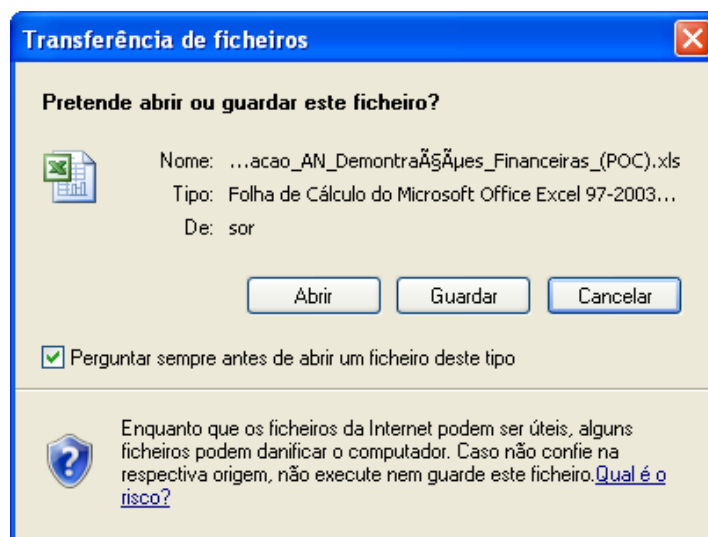 Transferência de ficheiros
Pretende abrir ou guardar este ficheiro?
Nome: ...acao_AN_DemontraÃ§Ãµes_Financeiras_(POC).xls
Tipo: Folha de Cálculo do Microsoft Office Excel 97-2003...
De: sor
Abrir Guardar Cancelar
Perguntar sempre antes de abrir um ficheiro deste tipo
Enquanto que os ficheiros da Internet podem ser úteis, alguns
ficheiros podem danificar o computador. Caso não confie na
respectiva origem, não execute nem guarde este ficheiro.Qual é o
risco?